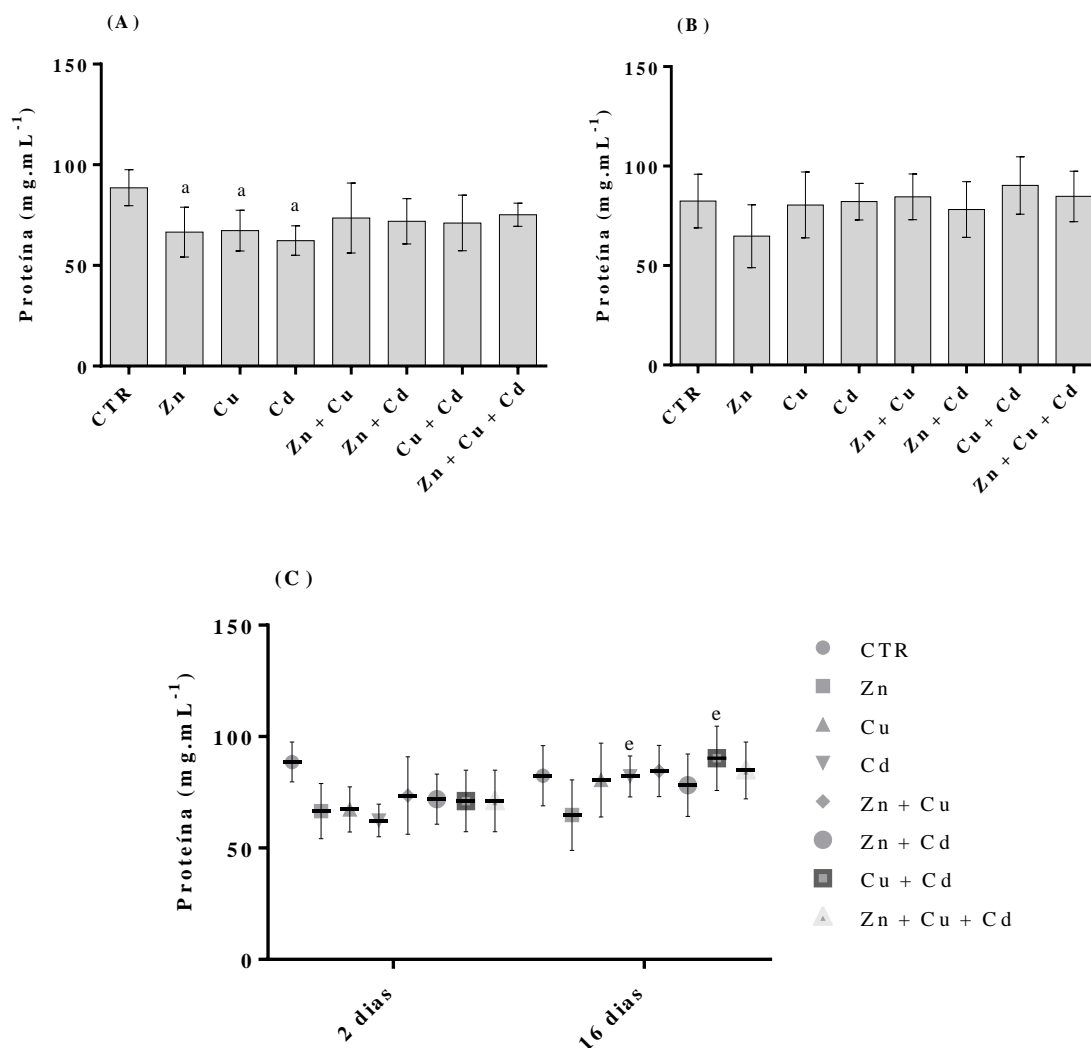 (A)
Proteína (mg.mL-1)
150
100
50
0
a
a
a
CTR
Zn
Cu
Cd
Zn + Cu
Zn + Cd
Cu + Cd
Zn + Cu + Cd
(B)
Proteína (mg.mL-1)
150
100
50
0
CTR
Zn
Cu
Cd
Zn + Cu
Zn + Cd
Cu + Cd
Zn + Cu + Cd
(C)
Proteína (mg.mL-1)
150
100
50
0
e
e
2 dias
16 dias
CTR
Zn
Cu
Cd
Zn + Cu
Zn + Cd
Cu + Cd
Zn + Cu + Cd